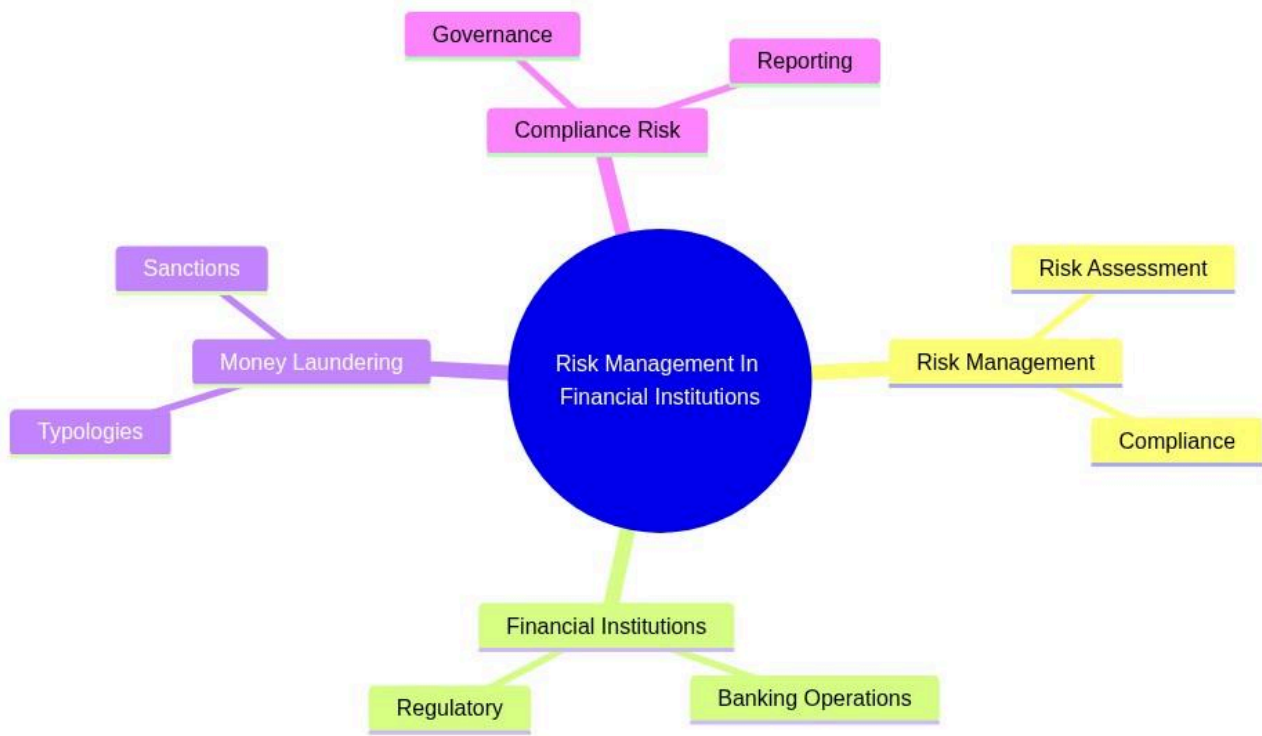 Governance
Reporting
Compliance Risk
Sanctions
Risk Assessment
Money Laundering
Risk Management In
Financial Institutions
Risk Management
Typologies
Compliance
Financial Institutions
Regulatory
Banking Operations